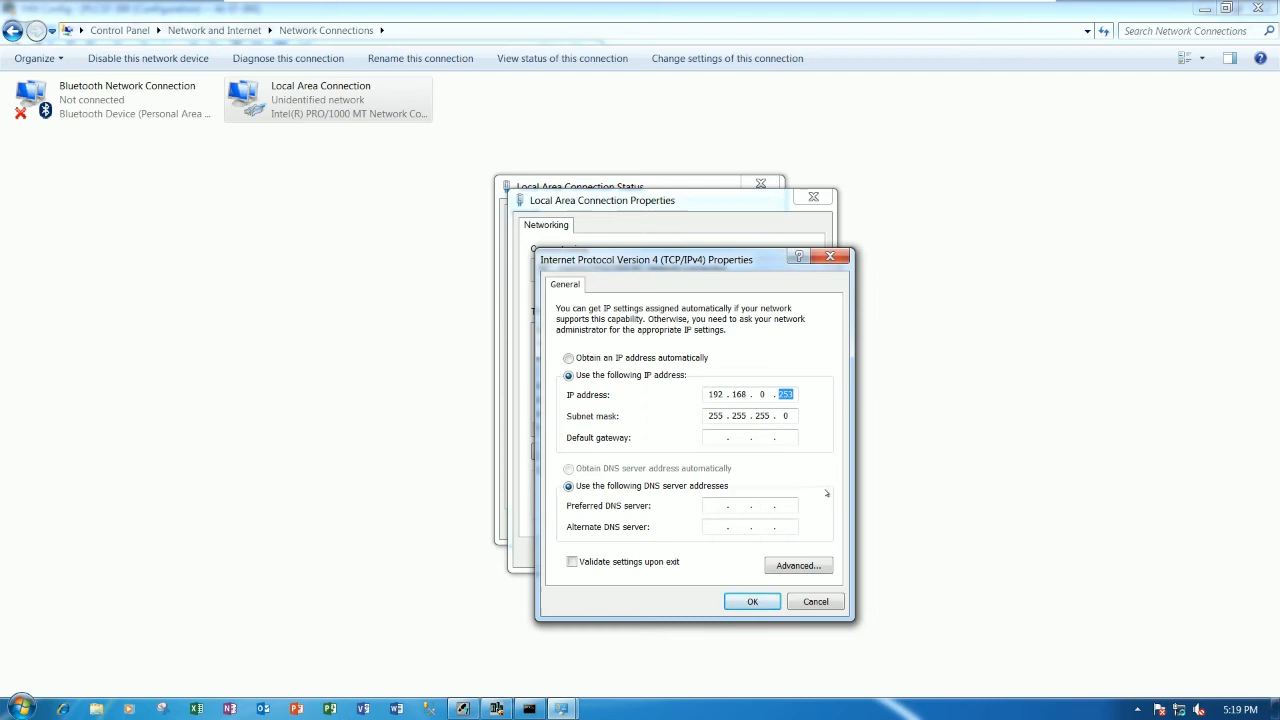 Control Panel
Network and Internet
Network Connections
Search Network Connections
Organize
Disable this network device
Diagnose this connection
Rename this connection
View status of this connection
Change settings of this connection
Bluetooth Network Connection
Not connected
Bluetooth Device (Personal Area ...
Local Area Connection
Unidentified network
Intel(R) PRO/1000 MT Network Co...
Local Area Connection Status
Local Area Connection Properties
Networking
Internet Protocol Version 4 (TCP/IPv4) Properties
General
You can get IP settings assigned automatically if your network
supports this capability. Otherwise, you need to ask your network
administrator for the appropriate IP settings.
Obtain an IP address automatically
Use the following IP address:
IP address: 192 . 168 . 0 . 253
Subnet mask: 255 . 255 . 255 . 0
Default gateway: . . .
Obtain DNS server address automatically
Use the following DNS server addresses
Preferred DNS server: . . .
Alternate DNS server: . . .
Validate settings upon exit
Advanced...
OK
Cancel
5:19 PM